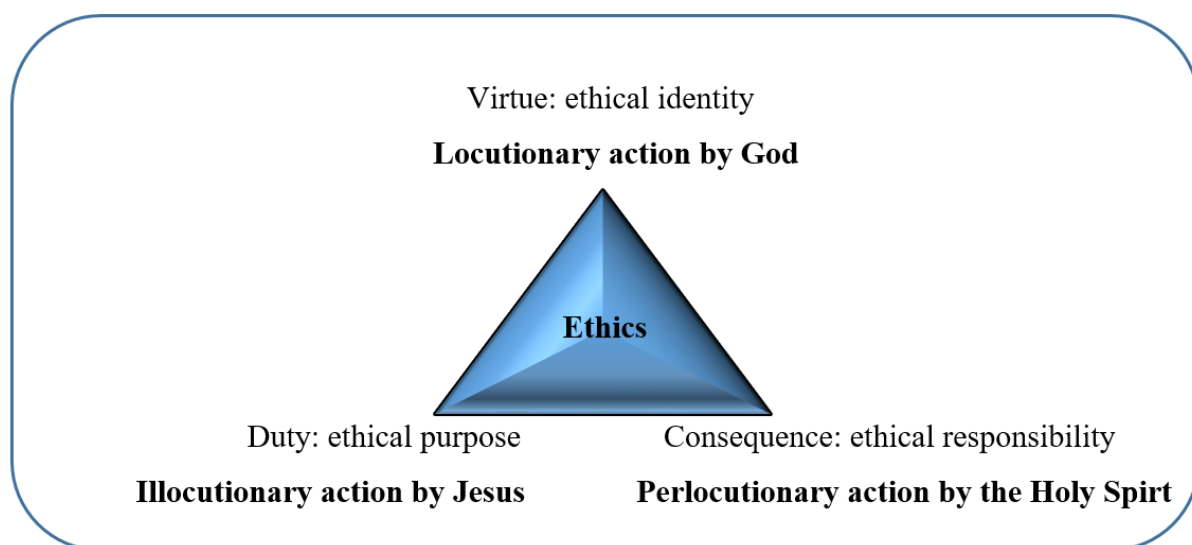 Virtue: ethical identity
Locutionary action by God
Ethics
Duty: ethical purpose
Consequence: ethical responsibility
Illocutionary action by Jesus
Perlocutionary action by the Holy Spirt